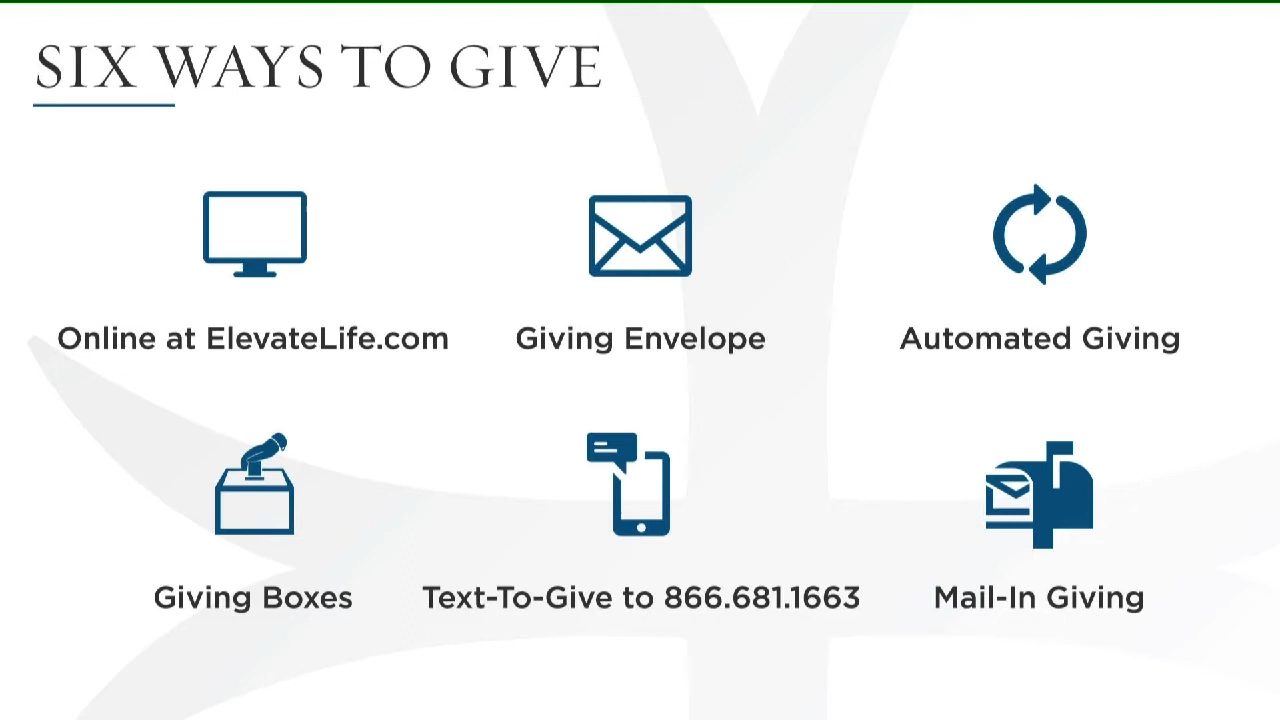 SIX WAYS TO GIVE
Online at ElevateLife.com
Giving Envelope
Automated Giving
Giving Boxes
Text-To-Give to 866.681.1663
Mail-In Giving